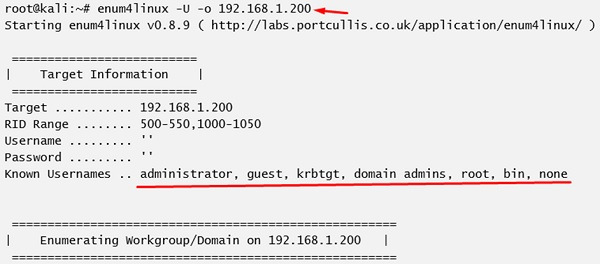 root@kali:~# enum4linux -U -o 192.168.1.200
Starting enum4linux v0.8.9 ( http://labs.portcullis.co.uk/application/enum4linux/ )
==========================
| Target Information |
==========================
Target ........... 192.168.1.200
RID Range ........ 500-550,1000-1050
Username ......... ''
Password ......... ''
Known Usernames .. administrator, guest, krbtgt, domain admins, root, bin, none
=====================================================
| Enumerating Workgroup/Domain on 192.168.1.200 |
=====================================================